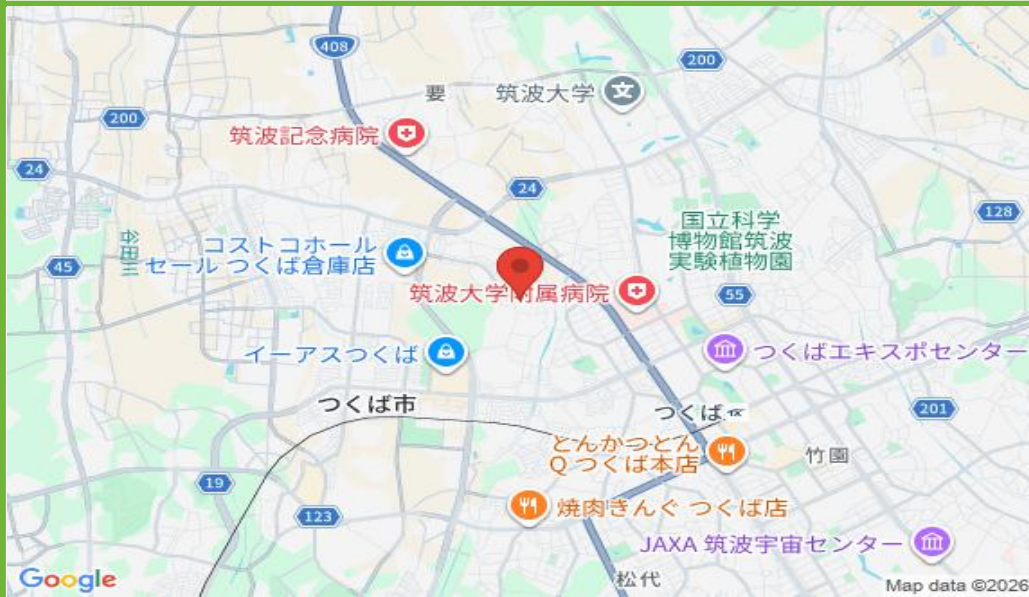 408
200
要
筑波大学
200
筑波記念病院
24
24
128
谷田川
国立科学
博物館筑波
実験植物園
コストコホール
セール つくば倉庫店
45
筑波大学附属病院
55
イーアスつくば
つくばエキスポセンター
つくば市
つくば
201
とんかつとん
Q つくば本店
竹園
19
123
焼肉きんぐ つくば店
JAXA 筑波宇宙センター
松代
Google
Map data ©2026